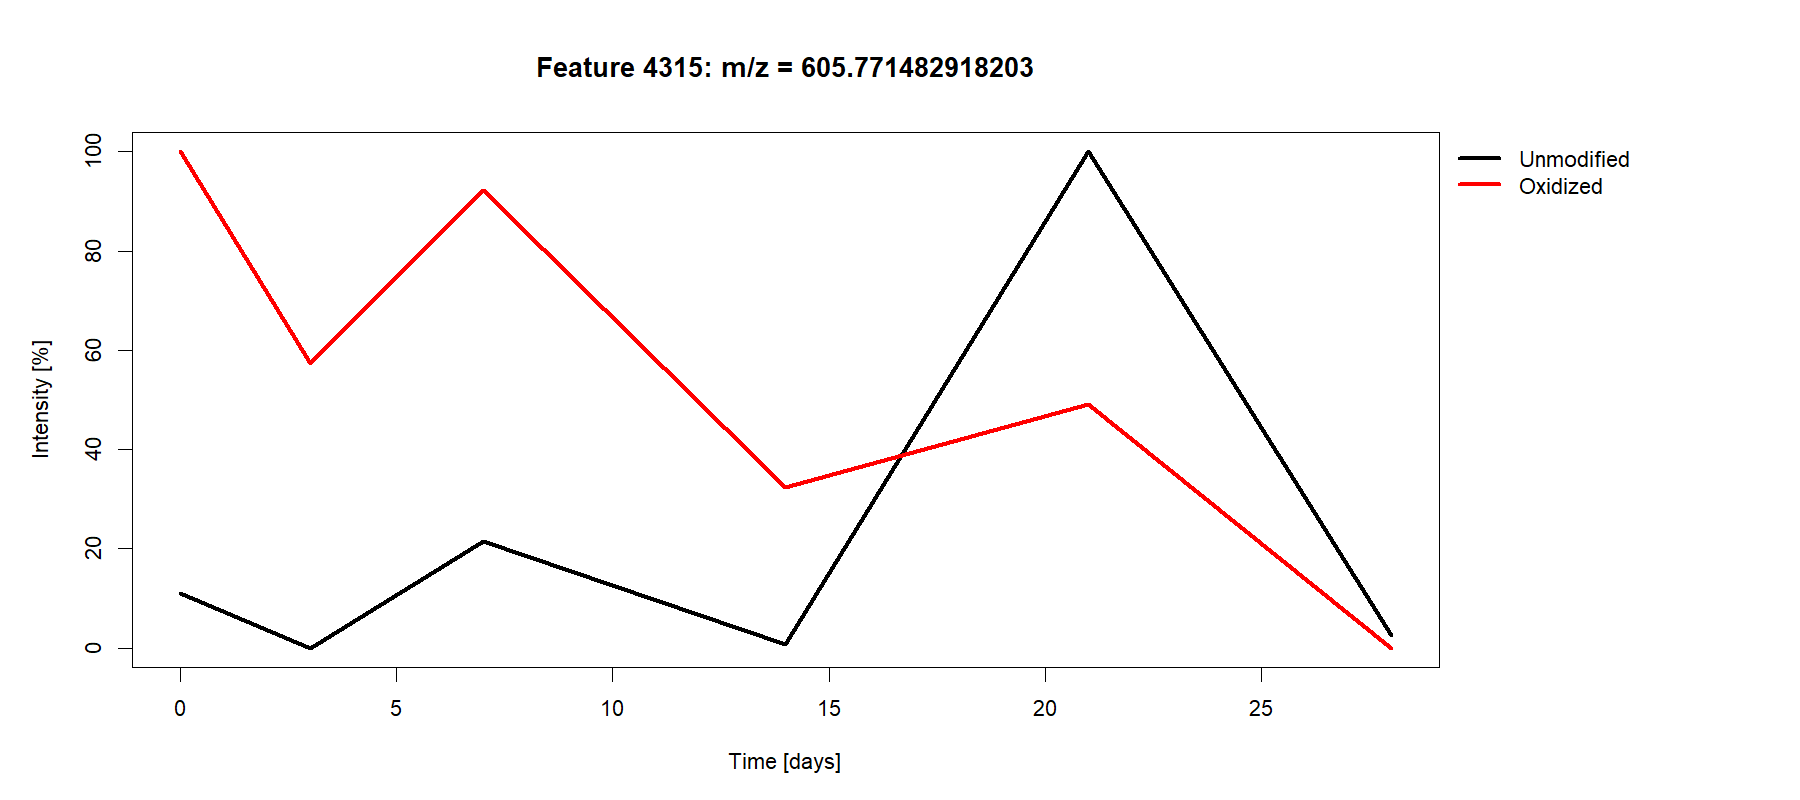 Feature 4315: m/z = 605.771482918203
Unmodified
Oxidized
Intensity [%]
100
80
60
40
20
0
0 5 10 15 20 25
Time [days]